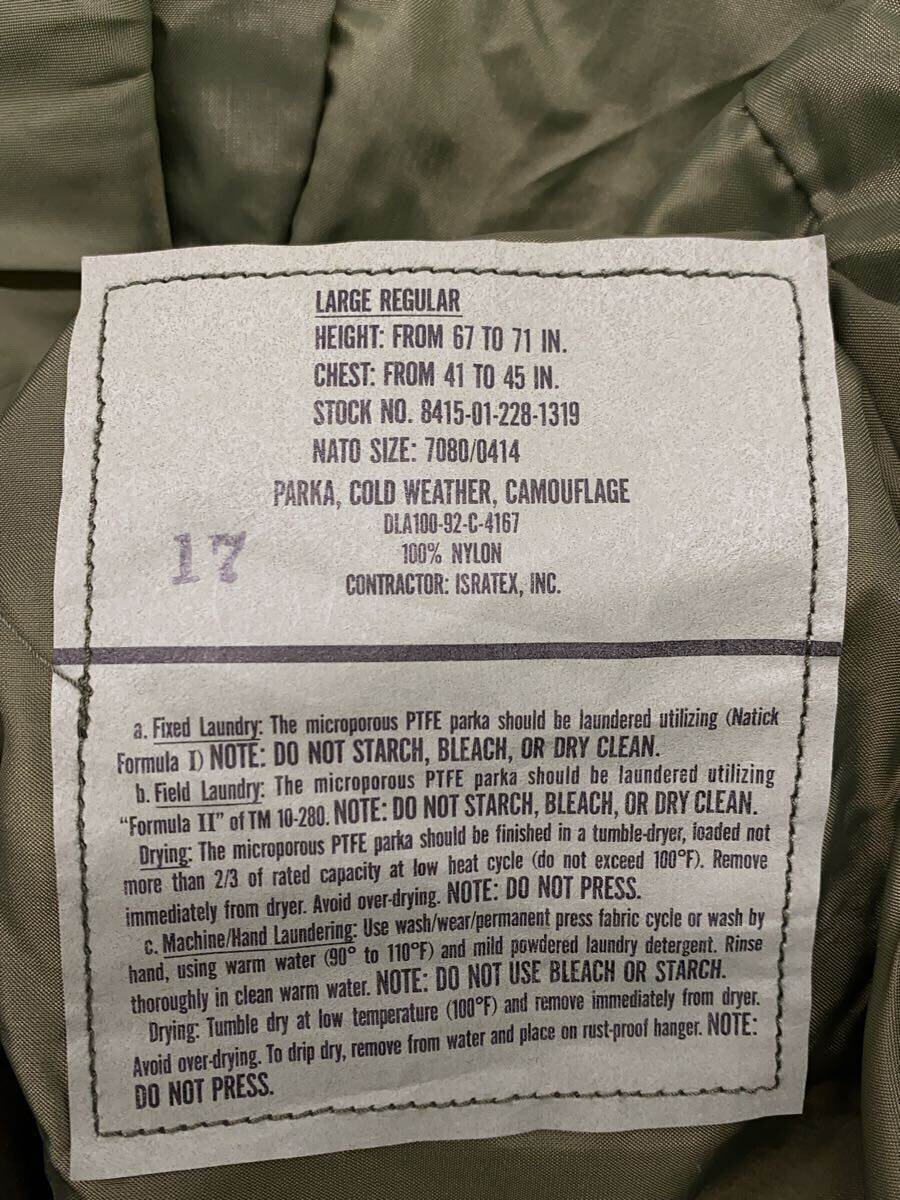 LARGE REGULAR
HEIGHT: FROM 67 TO 71 IN.
CHEST: FROM 41 TO 45 IN.
STOCK NO. 8415-01-228-1319
NATO SIZE: 7080/0414
PARKA, COLD WEATHER, CAMOUFLAGE
DLA100-92-C-4167
17
100% NYLON
CONTRACTOR: ISRATEX, INC.
a. Fixed Laundry: The microporous PTFE parka should be laundered utilizing (Natick
Formula I) NOTE: DO NOT STARCH, BLEACH, OR DRY CLEAN.
b. Field Laundry: The microporous PTFE parka should be laundered utilizing
"Formula II" of TM 10-280. NOTE: DO NOT STARCH, BLEACH, OR DRY CLEAN.
Drying: The microporous PTFE parka should be finished in a tumble-dryer, loaded not
more than 2/3 of rated capacity at low heat cycle (do not exceed 100°F). Remove
immediately from dryer. Avoid over-drying. NOTE: DO NOT PRESS.
c. Machine/Hand Laundering: Use wash/wear/permanent press fabric cycle or wash by
hand, using warm water (90° to 110°F) and mild powdered laundry detergent. Rinse
thoroughly in clean warm water. NOTE: DO NOT USE BLEACH OR STARCH.
Drying: Tumble dry at low temperature (100°F) and remove immediately from dryer.
Avoid over-drying. To drip dry, remove from water and place on rust-proof hanger. NOTE:
DO NOT PRESS.